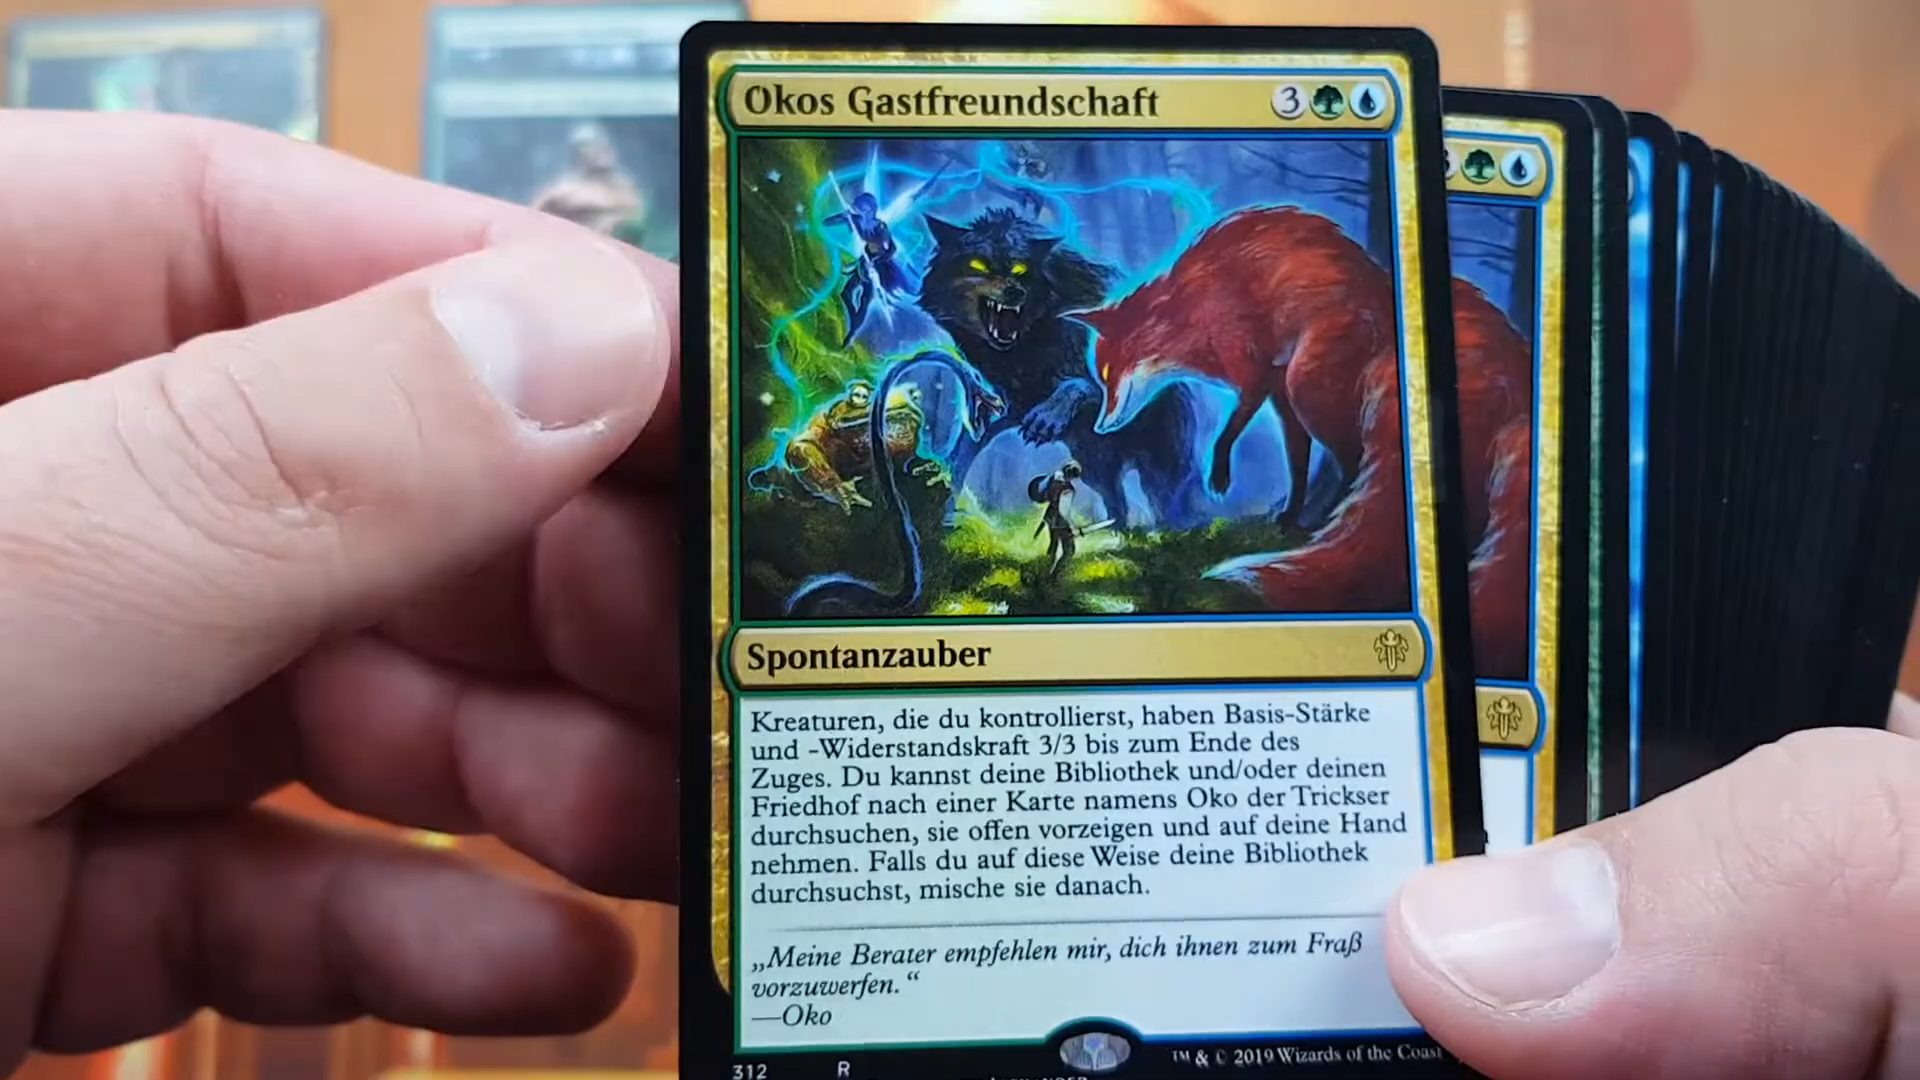 Okos Gastfreundschaft 3
Spontanzauber
Kreaturen, die du kontrollierst, haben Basis-Stärke
und -Widerstandskraft 3/3 bis zum Ende des
Zuges. Du kannst deine Bibliothek und/oder deinen
Friedhof nach einer Karte namens Oko der Trickser
durchsuchen, sie offen vorzeigen und auf deine Hand
nehmen. Falls du auf diese Weise deine Bibliothek
durchsuchst, mische sie danach.
„Meine Berater empfehlen mir, dich ihnen zum Fraß
vorzuwerfen.“
—Oko
312 R
™ & © 2019 Wizards of the Coast